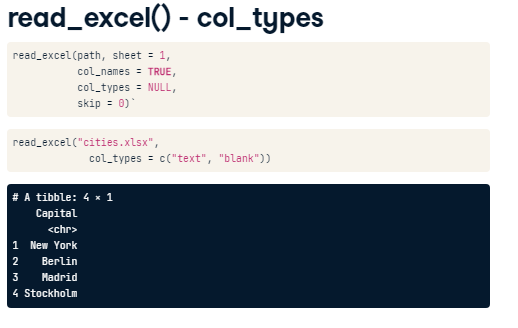 read_excel() - col_types
read_excel(path, sheet = 1,
           col_names = TRUE,
           col_types = NULL,
           skip = 0)`
read_excel("cities.xlsx",
             col_types = c("text", "blank"))
# A tibble: 4 × 1
    Capital
      <chr>
1  New York
2    Berlin
3    Madrid
4 Stockholm